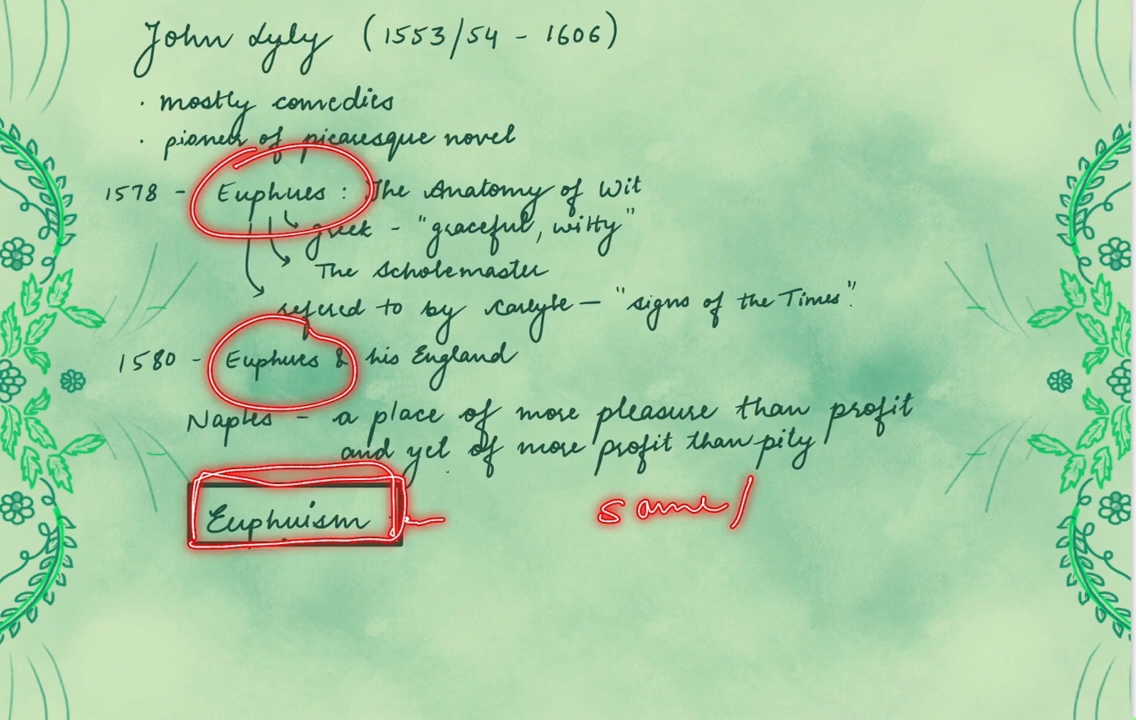 John Lyly (1553/54 - 1606)
· mostly comedies
· pioneer of picaresque novel
1578 - Euphues : The Anatomy of Wit
greek - "graceful, witty"
The Scholemaster
refered to by Carlyle — "signs of the Times".
1580 - Euphues & his England
Naples - a place of more pleasure than profit
and yet of more profit than pity
Euphuism -
same/